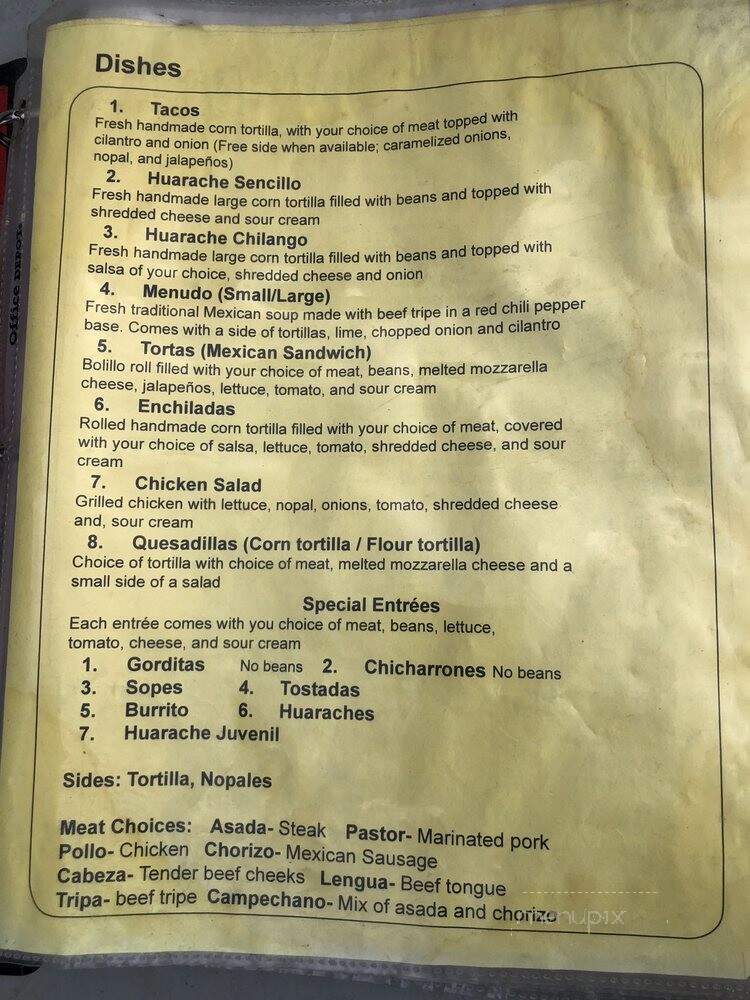 Dishes
1. Tacos
Fresh handmade corn tortilla, with your choice of meat topped with
cilantro and onion (Free side when available; caramelized onions,
nopal, and jalapeños)
2. Huarache Sencillo
Fresh handmade large corn tortilla filled with beans and topped with
shredded cheese and sour cream
3. Huarache Chilango
Fresh handmade large corn tortilla filled with beans and topped with
salsa of your choice, shredded cheese and onion
4. Menudo (Small/Large)
Fresh traditional Mexican soup made with beef tripe in a red chili pepper
base. Comes with a side of tortillas, lime, chopped onion and cilantro
5. Tortas (Mexican Sandwich)
Bolillo roll filled with your choice of meat, beans, melted mozzarella
cheese, jalapeños, lettuce, tomato, and sour cream
6. Enchiladas
Rolled handmade corn tortilla filled with your choice of meat, covered
with your choice of salsa, lettuce, tomato, shredded cheese, and sour
cream
7. Chicken Salad
Grilled chicken with lettuce, nopal, onions, tomato, shredded cheese
and, sour cream
8. Quesadillas (Corn tortilla / Flour tortilla)
Choice of tortilla with choice of meat, melted mozzarella cheese and a
small side of a salad
Special Entrées
Each entrée comes with you choice of meat, beans, lettuce,
tomato, cheese, and sour cream
1. Gorditas No beans 2. Chicharrones No beans
3. Sopes 4. Tostadas
5. Burrito 6. Huaraches
7. Huarache Juvenil
Sides: Tortilla, Nopales
Meat Choices: Asada- Steak Pastor- Marinated pork
Pollo- Chicken Chorizo- Mexican Sausage
Cabeza- Tender beef cheeks Lengua- Beef tongue
Tripa- beef tripe Campechano- Mix of asada and chorizo
Office DEPOT
menupix